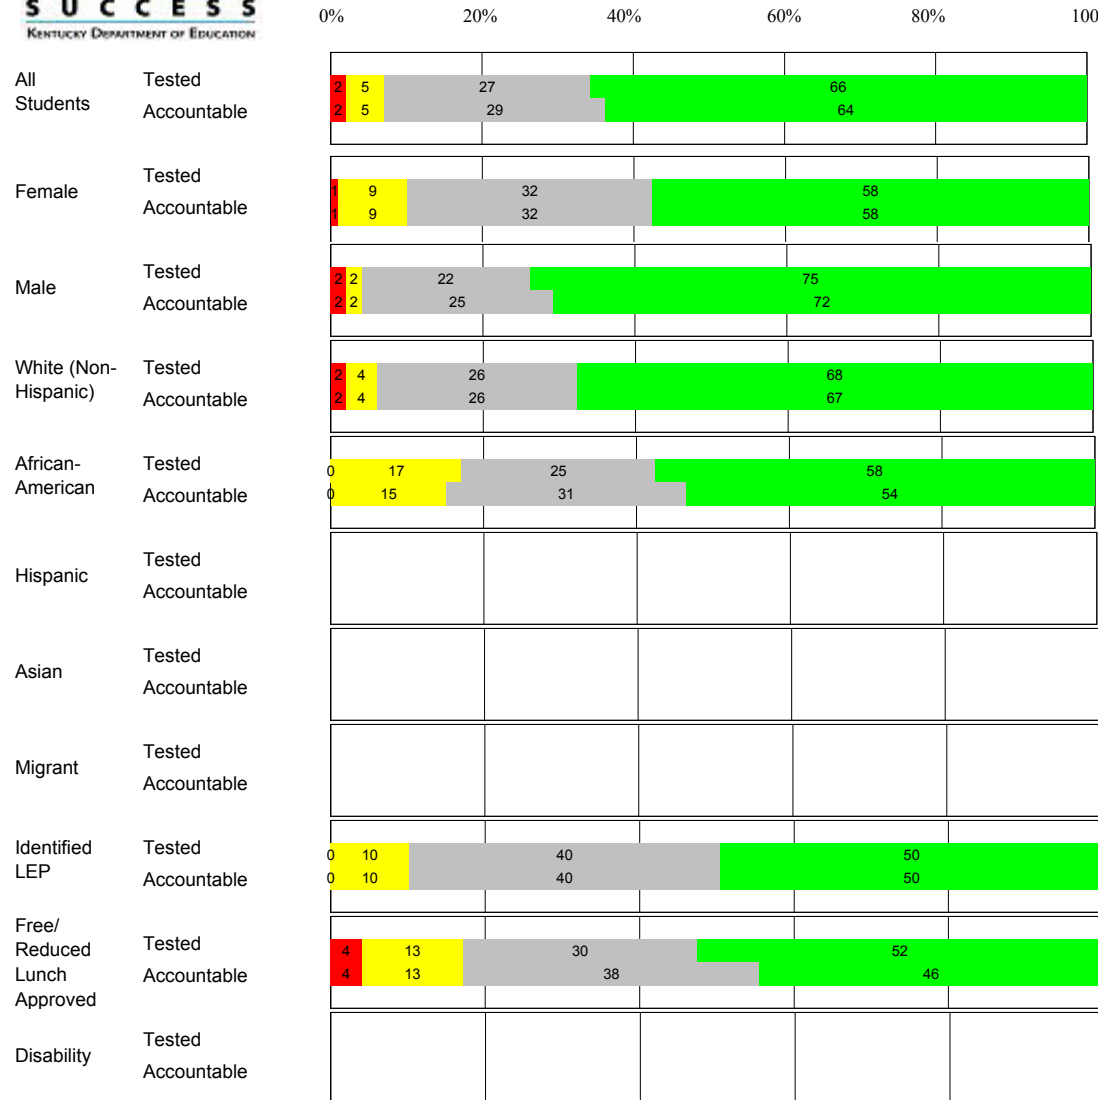 SUCCESS
KENTUCKY DEPARTMENT OF EDUCATION
0% 20% 40% 60% 80% 100
All Students
Tested 2 5 27 66
Accountable 2 5 29 64
Female
Tested 1 9 32 58
Accountable 1 9 32 58
Male
Tested 2 2 22 75
Accountable 2 2 25 72
White (Non-
Hispanic)
Tested 2 4 26 68
Accountable 2 4 26 67
African-
American
Tested 0 17 25 58
Accountable 0 15 31 54
Hispanic
Tested
Accountable
Asian
Tested
Accountable
Migrant
Tested
Accountable
Identified
LEP
Tested 0 10 40 50
Accountable 0 10 40 50
Free/
Reduced
Lunch
Approved
Tested 4 13 30 52
Accountable 4 13 38 46
Disability
Tested
Accountable